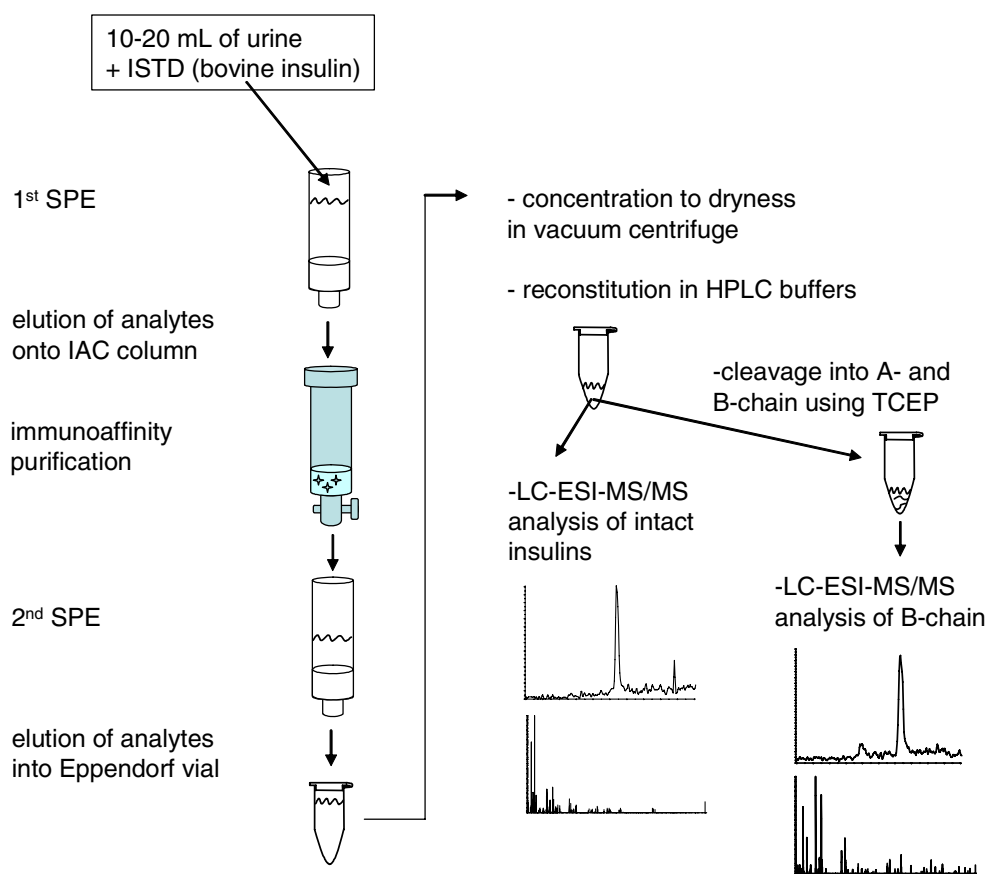 10-20 mL of urine
+ ISTD (bovine insulin)
1st SPE
elution of analytes
onto IAC column
immunoaffinity
purification
2nd SPE
elution of analytes
into Eppendorf vial
- concentration to dryness
in vacuum centrifuge
- reconstitution in HPLC buffers
-cleavage into A- and
B-chain using TCEP
-LC-ESI-MS/MS
analysis of intact
insulins
-LC-ESI-MS/MS
analysis of B-chain